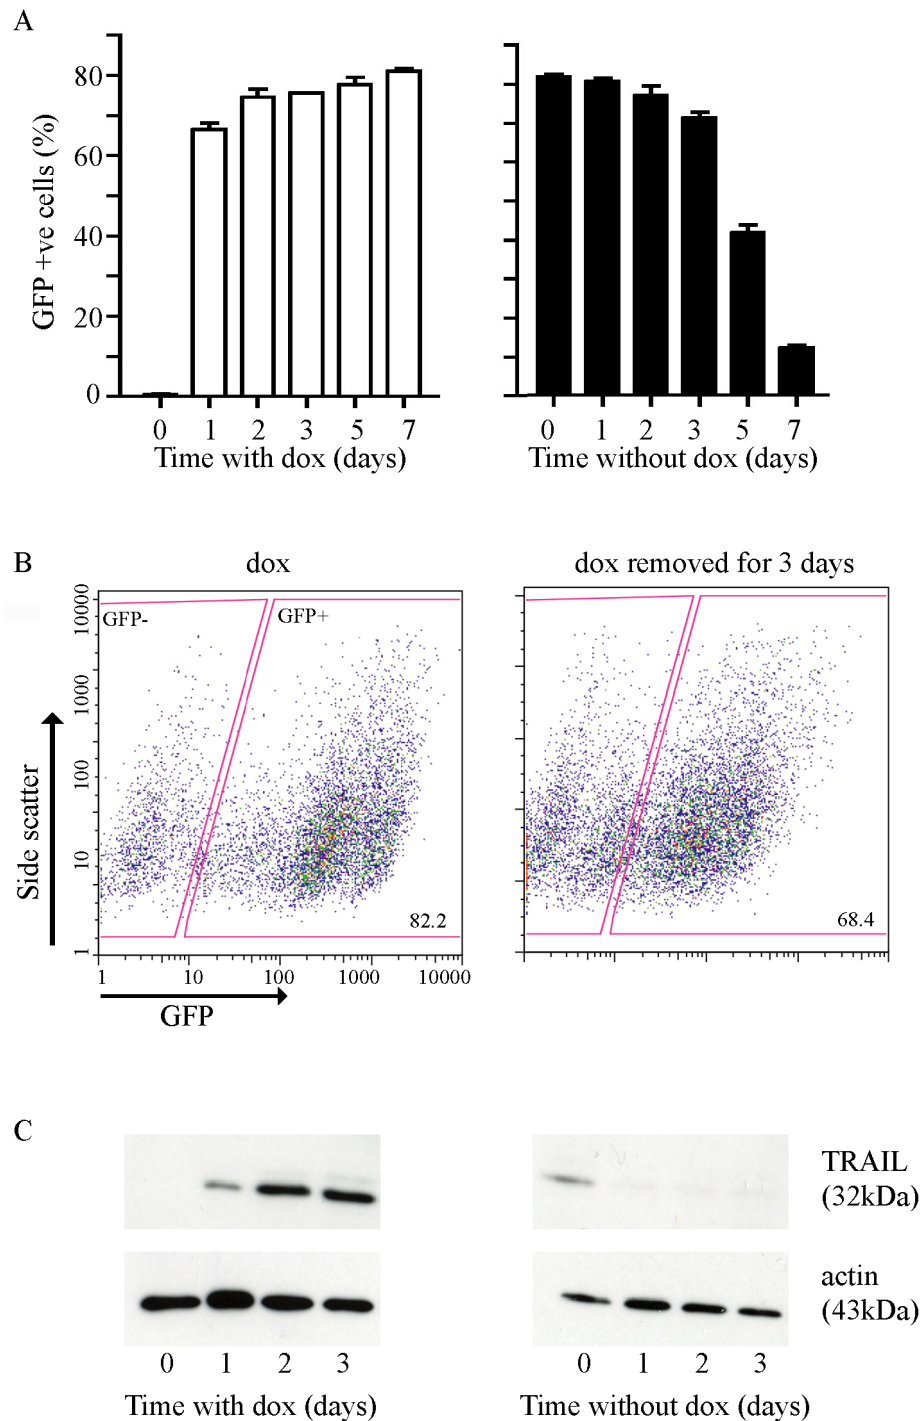 A
GFP +ve cells (%)
80
60
40
20
0
0 1 2 3 5 7
Time with dox (days)
0 1 2 3 5 7
Time without dox (days)
B
dox
dox removed for 3 days
Side scatter
10000
1000
100
10
1
GFP-
GFP+
82.2
68.4
1 10 100 1000 10000
GFP
C
TRAIL
(32kDa)
actin
(43kDa)
0 1 2 3
Time with dox (days)
0 1 2 3
Time without dox (days)